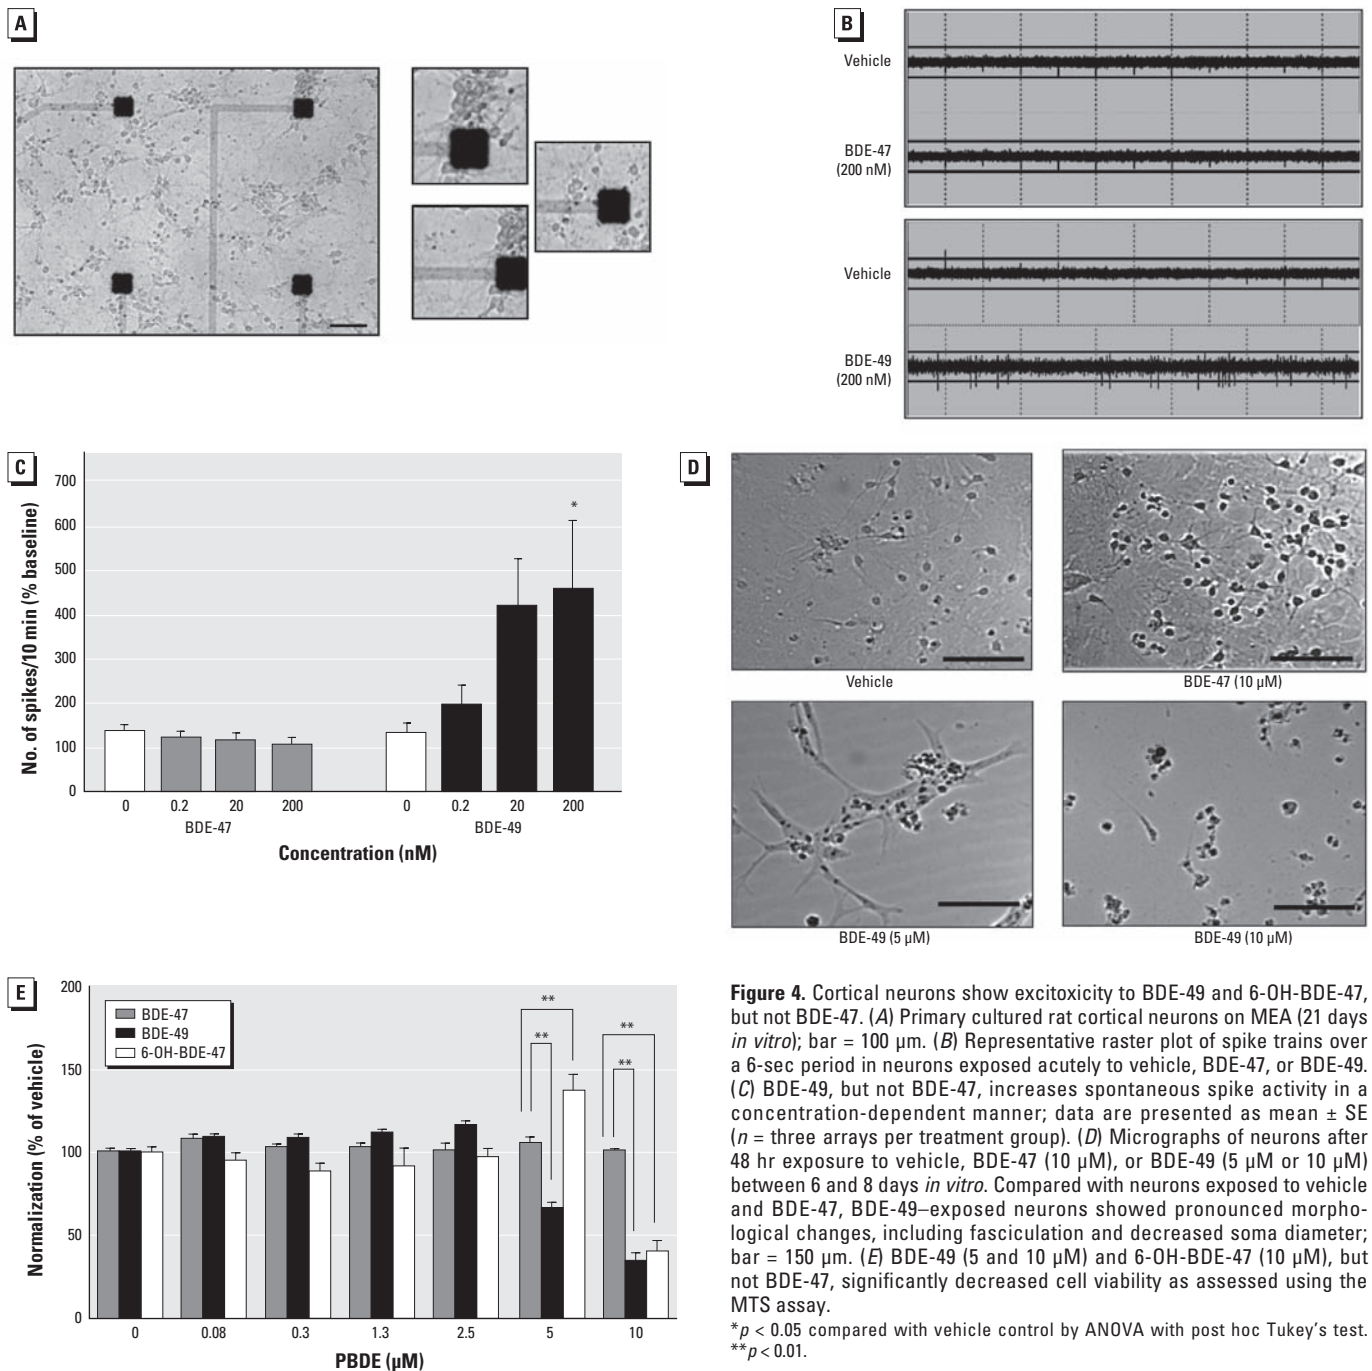 A
B
Vehicle
BDE-47
(200 nM)
Vehicle
BDE-49
(200 nM)
C
No. of spikes/10 min (% baseline)
700
600
500
400
300
200
100
0
*
0 0.2 20 200 0 0.2 20 200
BDE-47 BDE-49
Concentration (nM)
D
Vehicle
BDE-47 (10 µM)
BDE-49 (5 µM)
BDE-49 (10 µM)
E
Normalization (% of vehicle)
200
150
100
50
0
BDE-47
BDE-49
6-OH-BDE-47
**
**
**
**
0 0.08 0.3 1.3 2.5 5 10
PBDE (µM)
Figure 4. Cortical neurons show excitoxicity to BDE-49 and 6-OH-BDE-47,
but not BDE-47. (A) Primary cultured rat cortical neurons on MEA (21 days
in vitro); bar = 100 µm. (B) Representative raster plot of spike trains over
a 6-sec period in neurons exposed acutely to vehicle, BDE-47, or BDE-49.
(C) BDE-49, but not BDE-47, increases spontaneous spike activity in a
concentration-dependent manner; data are presented as mean ± SE
(n = three arrays per treatment group). (D) Micrographs of neurons after
48 hr exposure to vehicle, BDE-47 (10 µM), or BDE-49 (5 µM or 10 µM)
between 6 and 8 days in vitro. Compared with neurons exposed to vehicle
and BDE-47, BDE-49–exposed neurons showed pronounced morpho-
logical changes, including fasciculation and decreased soma diameter;
bar = 150 µm. (E) BDE-49 (5 and 10 µM) and 6-OH-BDE-47 (10 µM), but
not BDE-47, significantly decreased cell viability as assessed using the
MTS assay.
*p < 0.05 compared with vehicle control by ANOVA with post hoc Tukey's test.
**p < 0.01.